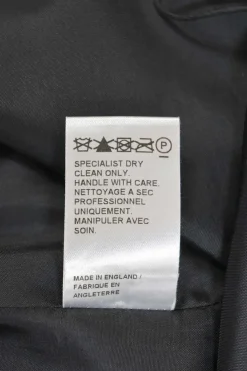 P
SPECIALIST DRY
CLEAN ONLY.
HANDLE WITH CARE.
NETTOYAGE A SEC
PROFESSIONNEL
UNIQUEMENT.
MANIPULER AVEC
SOIN.
MADE IN ENGLAND /
FABRIQUE EN
ANGLETERRE